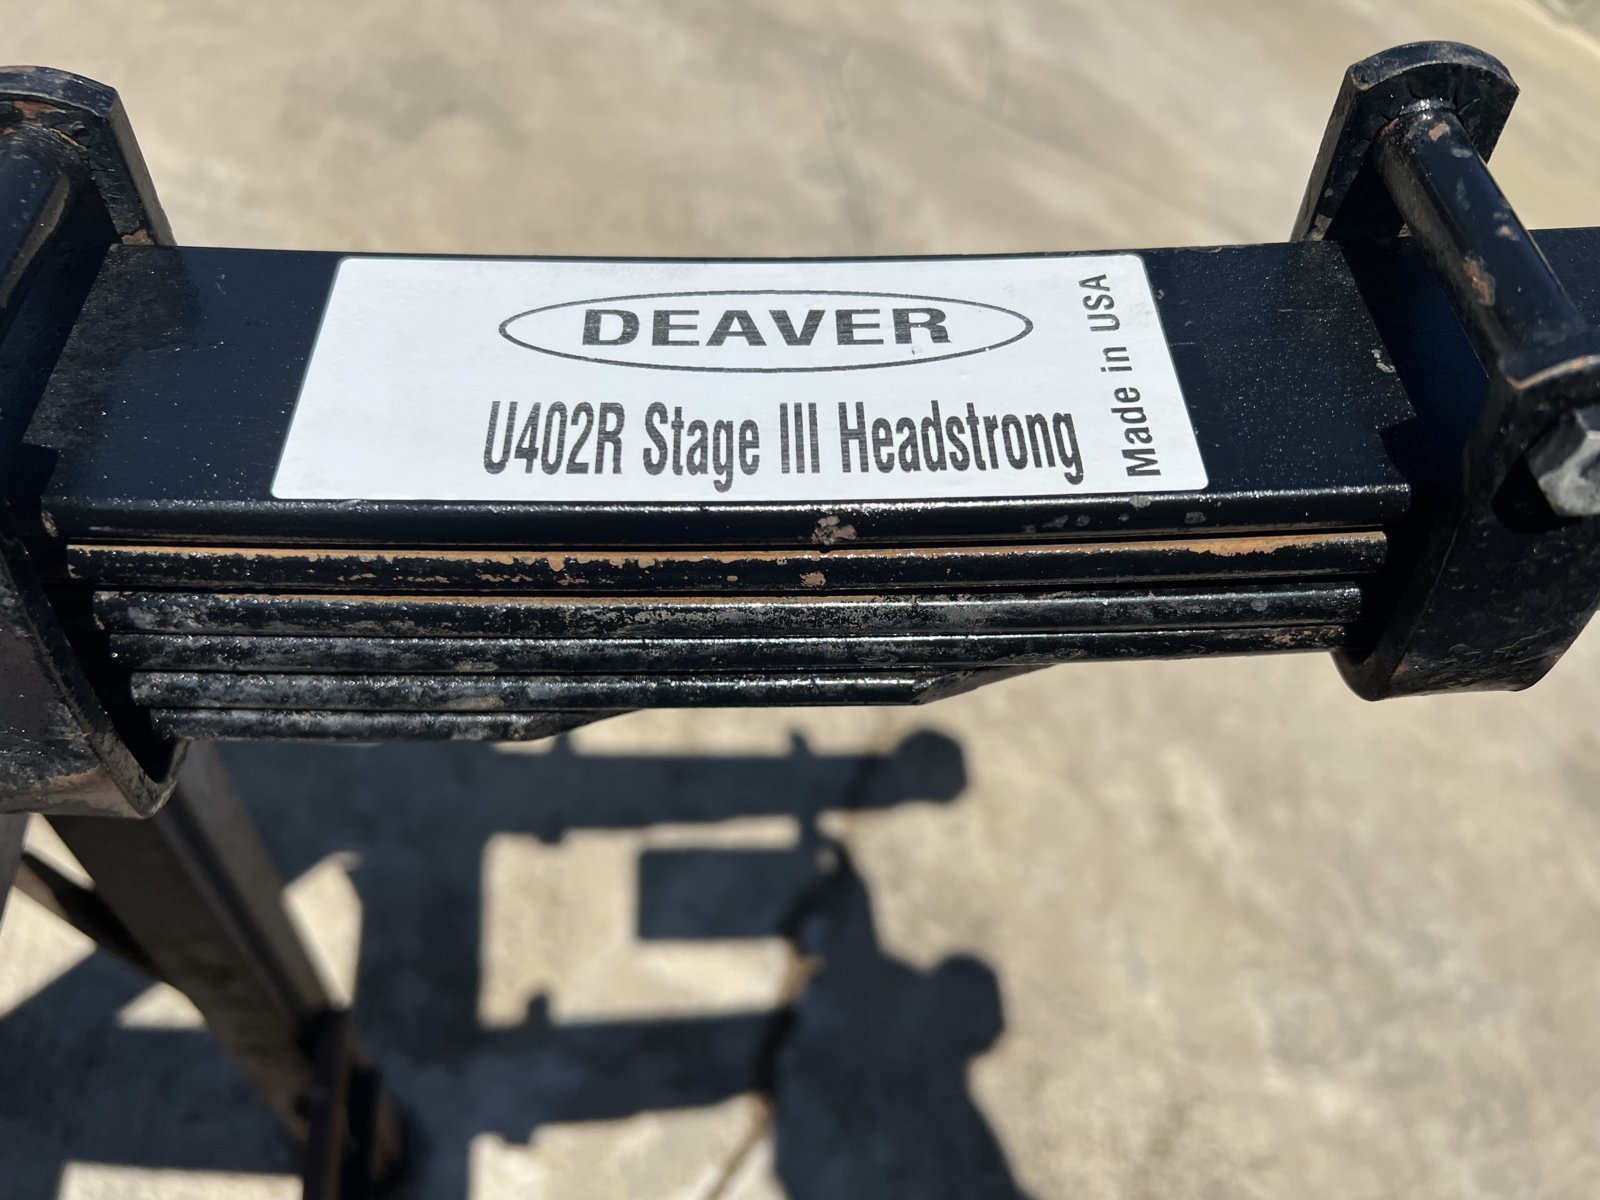 DEAVER
U402R Stage III Headstrong
Made in USA